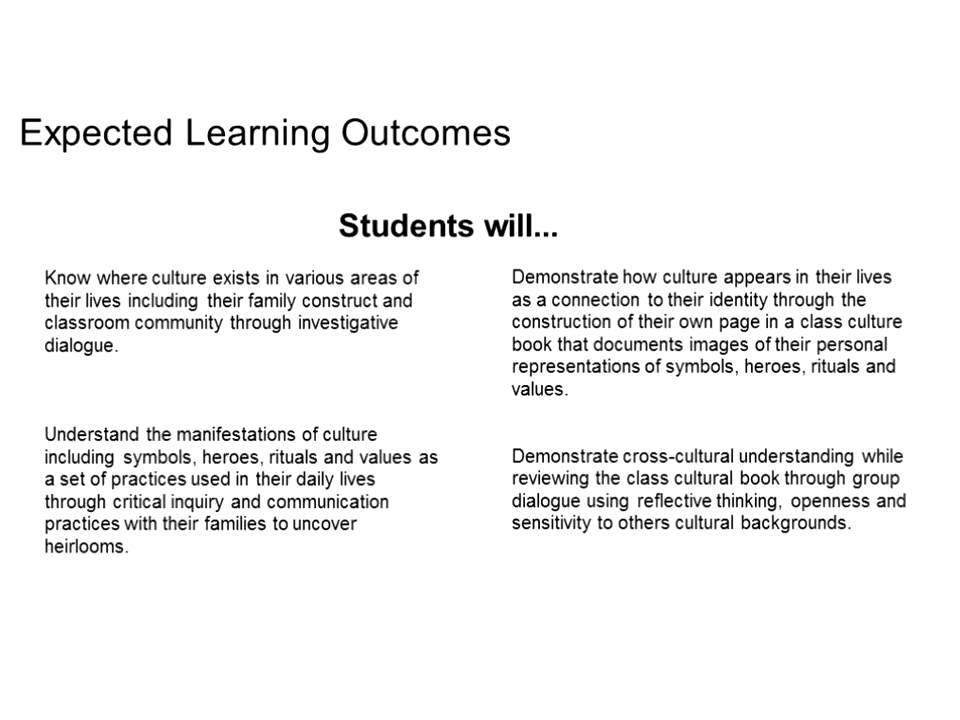 Expected Learning Outcomes
Students will...
Know where culture exists in various areas of
their lives including their family construct and
classroom community through investigative
dialogue.
Understand the manifestations of culture
including symbols, heroes, rituals and values as
a set of practices used in their daily lives
through critical inquiry and communication
practices with their families to uncover
heirlooms.
Demonstrate how culture appears in their lives
as a connection to their identity through the
construction of their own page in a class culture
book that documents images of their personal
representations of symbols, heroes, rituals and
values.
Demonstrate cross-cultural understanding while
reviewing the class cultural book through group
dialogue using reflective thinking, openness and
sensitivity to others cultural backgrounds.